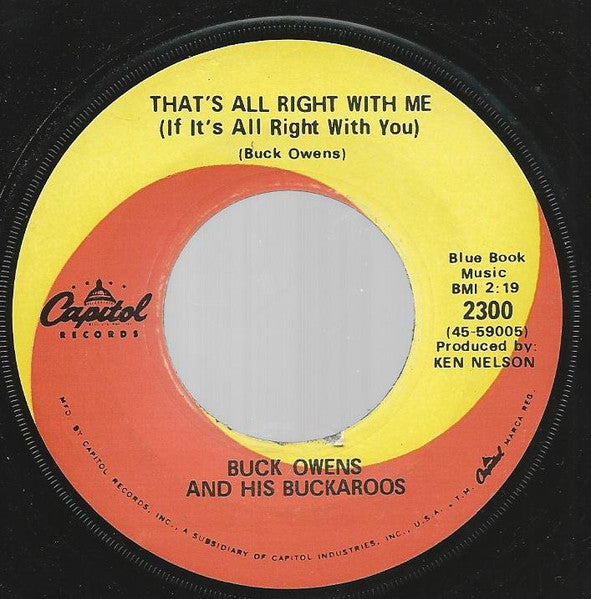 THAT'S ALL RIGHT WITH ME
(If It's All Right With You)
(Buck Owens)
Blue Book
Music
BMI 2:19
2300
(45-59005)
Produced by:
KEN NELSON
Capitol
RECORDS
BUCK OWENS
AND HIS BUCKAROOS
MFD. BY CAPITOL RECORDS, INC., A SUBSIDIARY OF CAPITOL INDUSTRIES, INC., U.S.A. • T.M. Capitol MARCA REG.